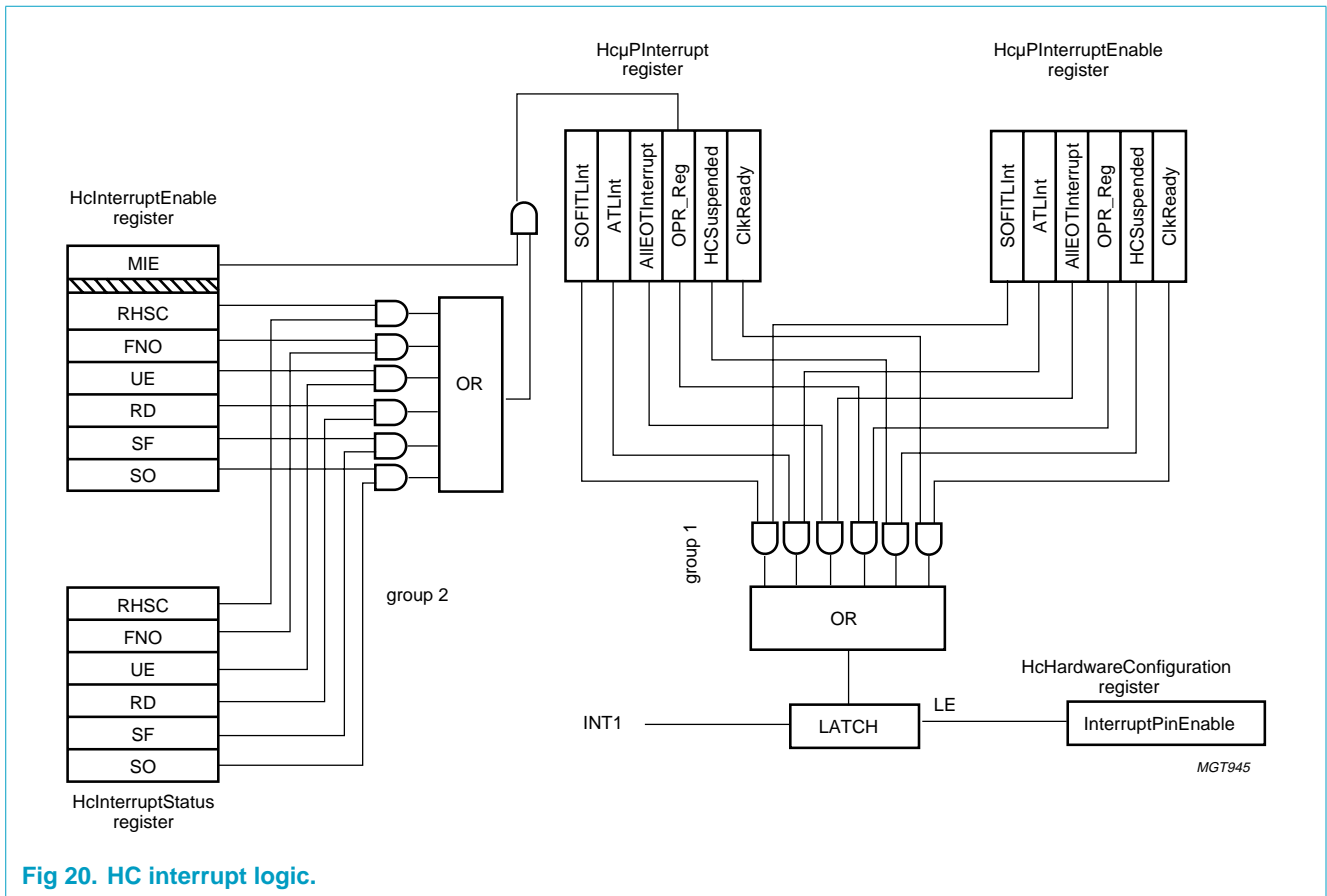 HcµPInterrupt
register
HcµPInterruptEnable
register
SOFITLInt
ATLInt
AllEOTInterrupt
OPR_Reg
HCSuspended
ClkReady
SOFITLInt
ATLInt
AllEOTInterrupt
OPR_Reg
HCSuspended
ClkReady
HcInterruptEnable
register
MIE
RHSC
FNO
UE
RD
SF
SO
OR
group 1
group 2
RHSC
FNO
UE
RD
SF
SO
HcInterruptStatus
register
OR
HcHardwareConfiguration
register
INT1
LATCH
LE
InterruptPinEnable
MGT945
Fig 20. HC interrupt logic.